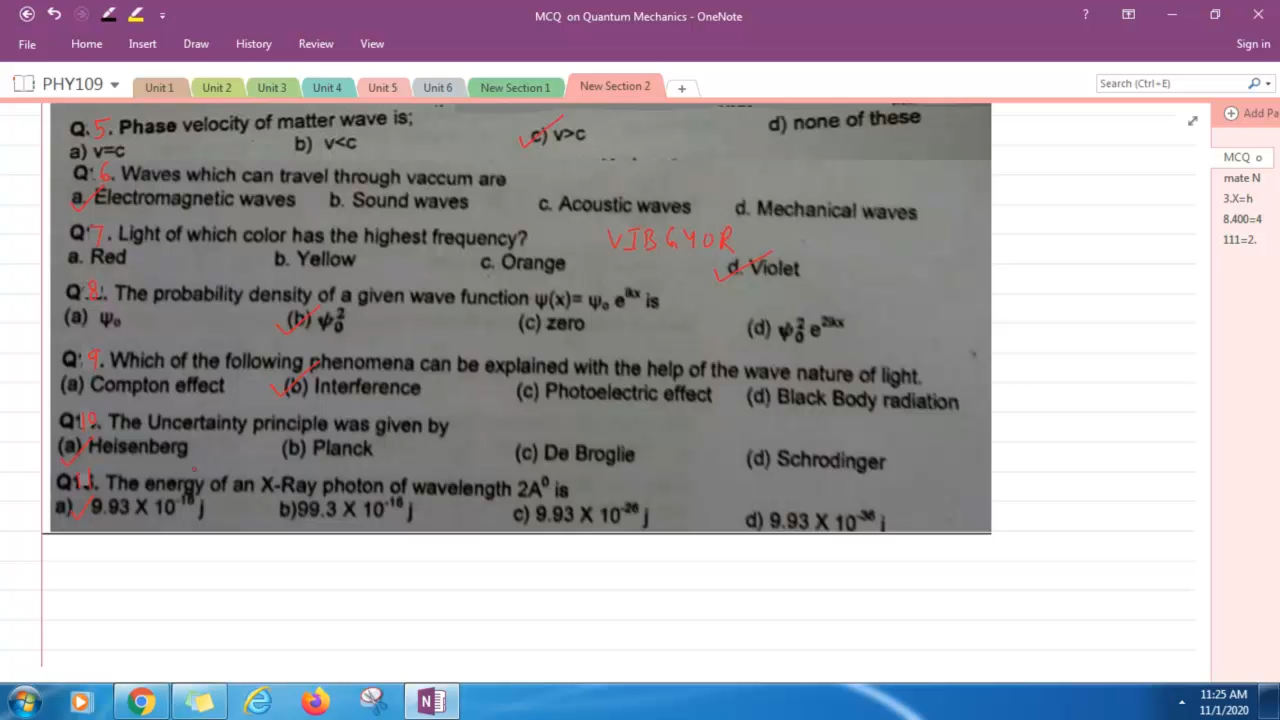 MCQ on Quantum Mechanics - OneNote
?
File Home Insert Draw History Review View
Sign in
PHY109 Unit 1 Unit 2 Unit 3 Unit 4 Unit 5 Unit 6 New Section 1 New Section 2 +
Search (Ctrl+E)
Add Pa
MCQ o
mate N
3.X=h
8.400=4
111=2.
Q.5. Phase velocity of matter wave is;
a) v=c b) v<c c) v>c d) none of these
Q.6. Waves which can travel through vaccum are
a. Electromagnetic waves b. Sound waves c. Acoustic waves d. Mechanical waves
Q.7. Light of which color has the highest frequency? VIBGYOR
a. Red b. Yellow c. Orange d. Violet
Q.8. The probability density of a given wave function ψ(x)= ψ₀ e^ikx is
(a) ψ₀ (b) ψ₀² (c) zero (d) ψ₀² e^2ikx
Q.9. Which of the following phenomena can be explained with the help of the wave nature of light.
(a) Compton effect (b) Interference (c) Photoelectric effect (d) Black Body radiation
Q10. The Uncertainty principle was given by
(a) Heisenberg (b) Planck (c) De Broglie (d) Schrodinger
Q11. The energy of an X-Ray photon of wavelength 2A⁰ is
a) 9.93 X 10⁻¹⁶ j b)99.3 X 10⁻¹⁶ j c) 9.93 X 10⁻²⁶ j d) 9.93 X 10⁻³⁶ j
11:25 AM
11/1/2020